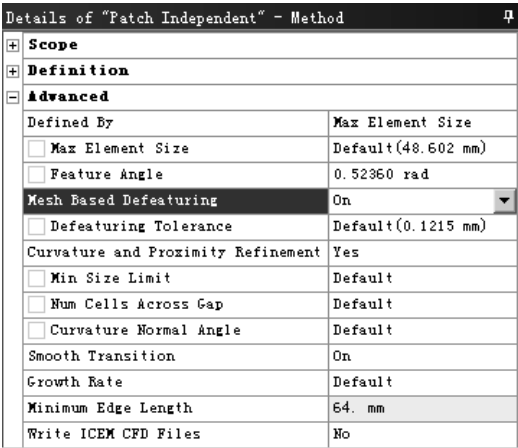 Details of "Patch Independent" - Method
Scope
Definition
Advanced
Defined By Max Element Size
Max Element Size Default(48.602 mm)
Feature Angle 0.52360 rad
Mesh Based Defeaturing On
Defeaturing Tolerance Default(0.1215 mm)
Curvature and Proximity Refinement Yes
Min Size Limit Default
Num Cells Across Gap Default
Curvature Normal Angle Default
Smooth Transition On
Growth Rate Default
Minimum Edge Length 64. mm
Write ICEM CFD Files No